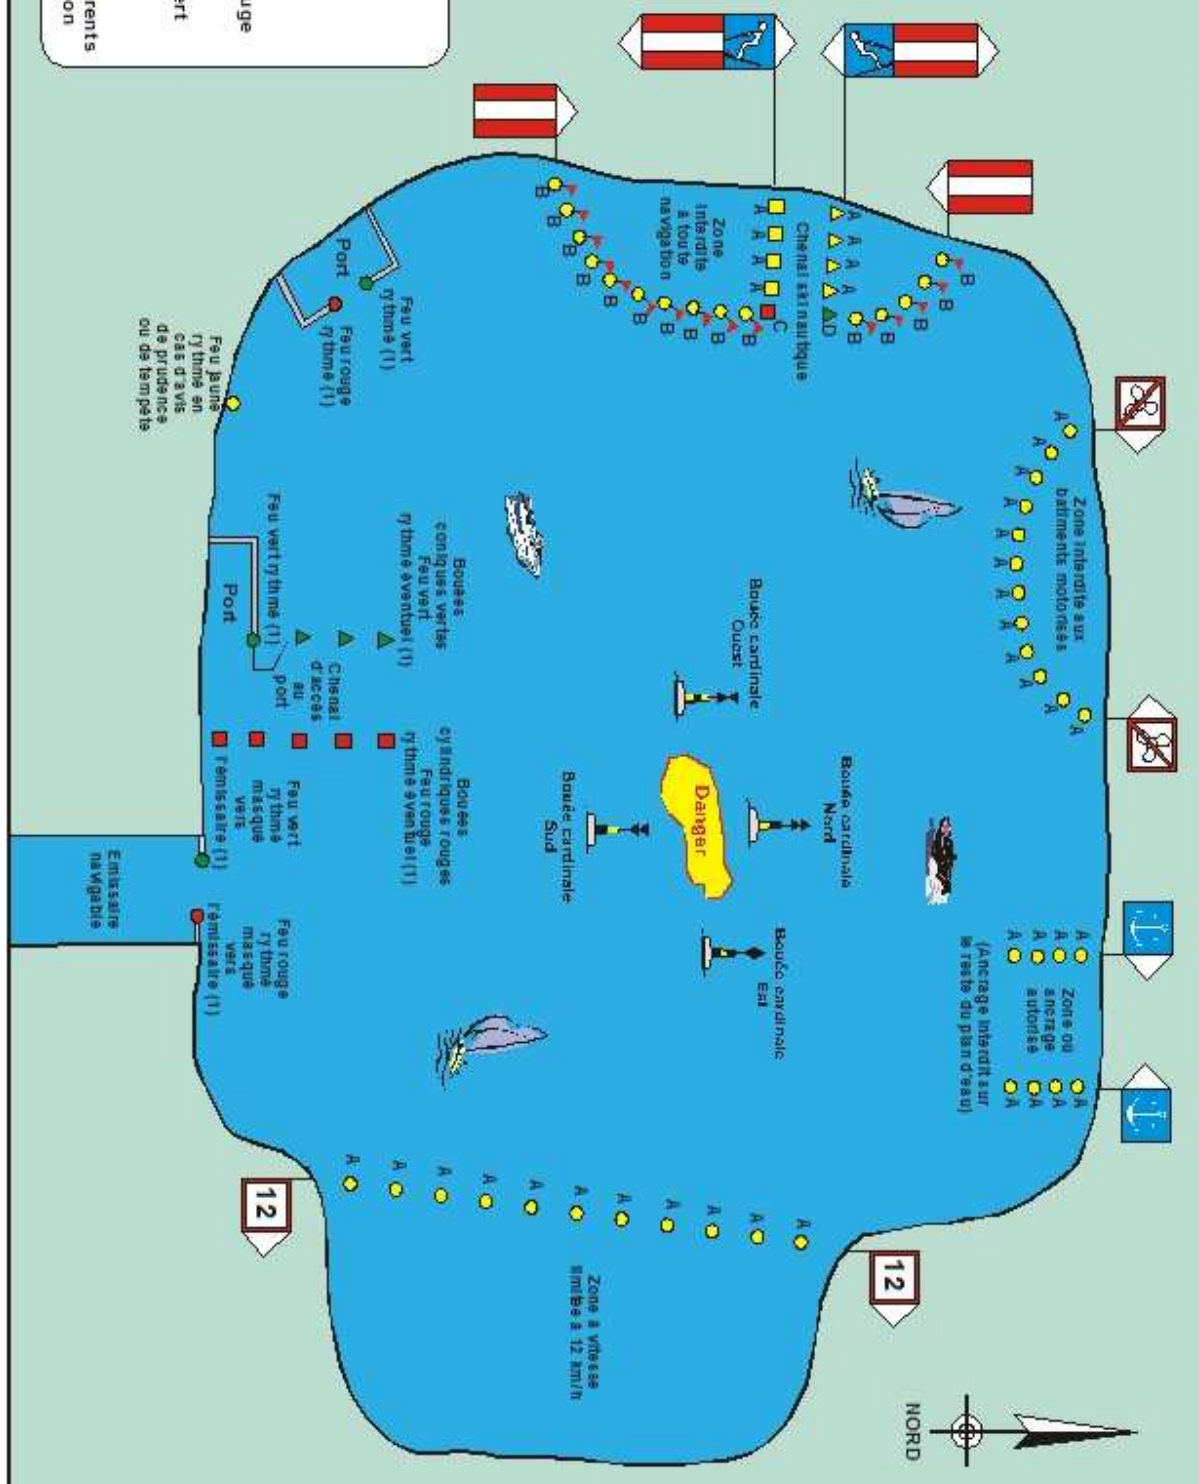 NORD
Zone interdite aux
batiments motorisés
A
A
A
A
A
A
A
A
A
A
A
A
Zone ou
ancrage
autorisé
(Ancrage interdit sur
le reste du plan d'eau)
A
A
A
A
A
A
A
A
12
B
B
B
B
B
A
A
A
A
D
Chenal ski nautique
A
A
A
A
C
Zone
interdite
à toute
navigation
B
B
B
B
B
B
B
B
B
B
Bouée cardinale
Nord
Bouée cardinale
Ouest
Danger
Bouée cardinale
Est
Bouée cardinale
Sud
A
A
A
A
A
A
A
A
A
A
A
Zone à vitesse
limitée à 12 km/h
12
Feu vert
rythmé (1)
Port
Feu rouge
rythmé (1)
Feu jaune
rythmé en
cas d'avis
de prudence
ou de tempête
Bouées
coniques vertes
Feu vert
rythmé éventuel (1)
Bouées
cylindriques rouges
Feu rouge
rythmé éventuel (1)
Chenal
d'accès
au
port
Feu vert rythmé (1)
Port
Feu vert
rythmé
masqué
vers
l'émissaire (1)
Feu rouge
rythmé
masqué
vers
l'émissaire (1)
Emissaire
navigable
uge
ert
rents
on